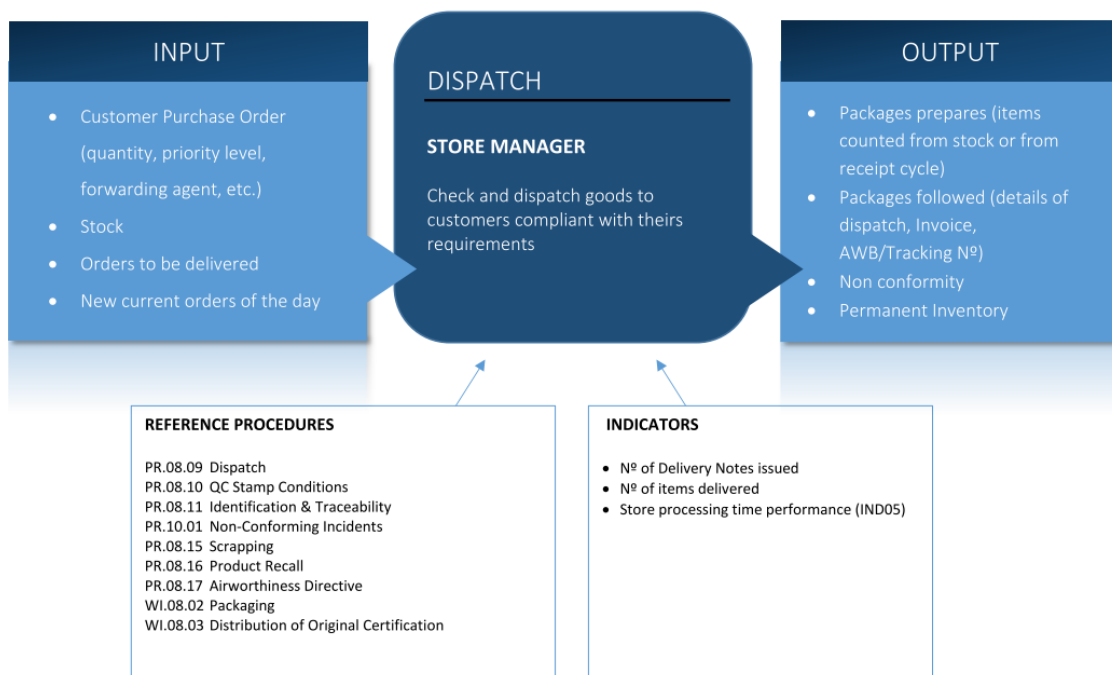 INPUT
• Customer Purchase Order
(quantity, priority level,
forwarding agent, etc.)
• Stock
• Orders to be delivered
• New current orders of the day
DISPATCH
STORE MANAGER
Check and dispatch goods to
customers compliant with theirs
requirements
OUTPUT
• Packages prepares (items
counted from stock or from
receipt cycle)
• Packages followed (details of
dispatch, Invoice,
AWB/Tracking Nº)
• Non conformity
• Permanent Inventory
REFERENCE PROCEDURES
PR.08.09 Dispatch
PR.08.10 QC Stamp Conditions
PR.08.11 Identification & Traceability
PR.10.01 Non-Conforming Incidents
PR.08.15 Scrapping
PR.08.16 Product Recall
PR.08.17 Airworthiness Directive
WI.08.02 Packaging
WI.08.03 Distribution of Original Certification
INDICATORS
• Nº of Delivery Notes issued
• Nº of items delivered
• Store processing time performance (IND05)